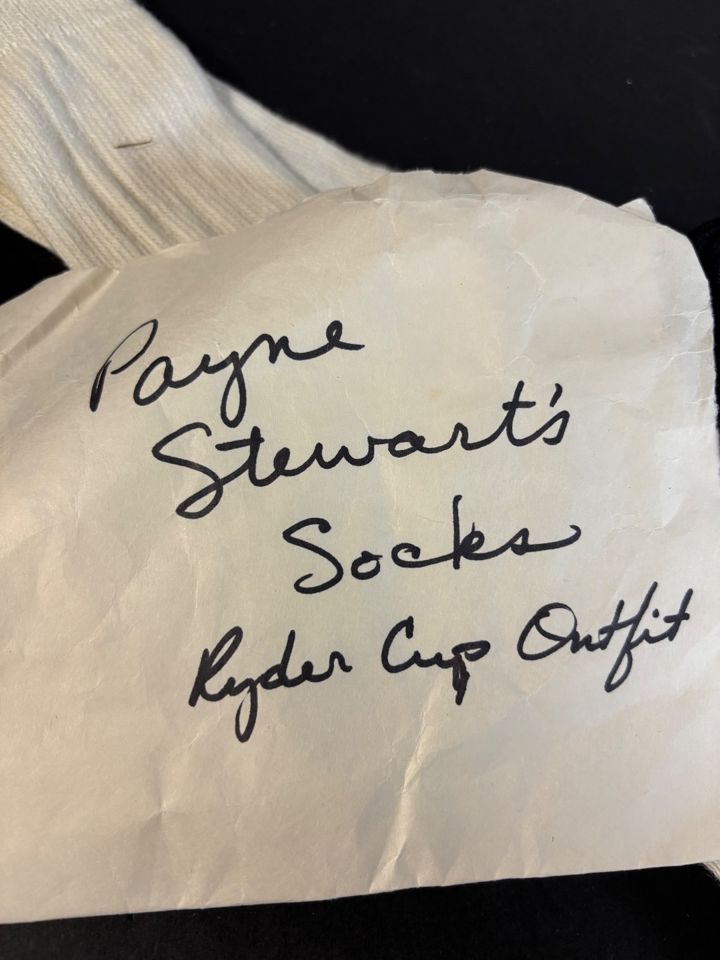 Payne
Stewart's
Socks
Ryder Cup Outfit